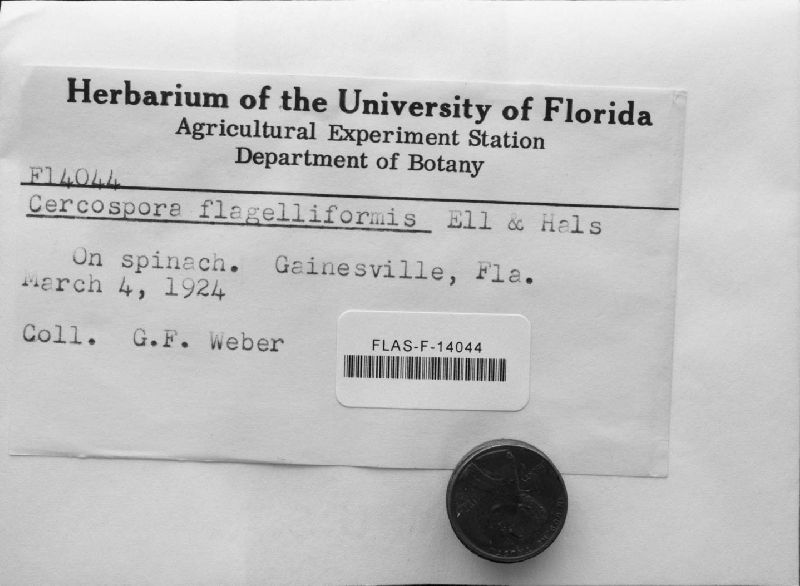 Herbarium of the University of Florida
Agricultural Experiment Station
Department of Botany
F14044
Cercospora flagelliformis Ell & Hals
On spinach. Gainesville, Fla.
March 4, 1924
Coll. G.F. Weber
FLAS-F-14044